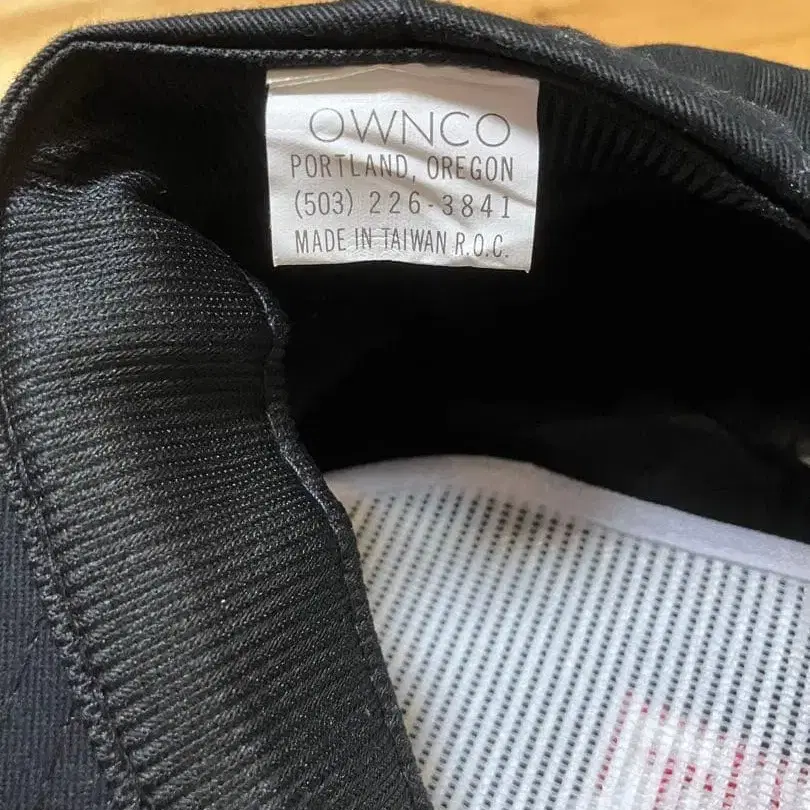 OWNCO
PORTLAND, OREGON
(503) 226-3841
MADE IN TAIWAN R.O.C.